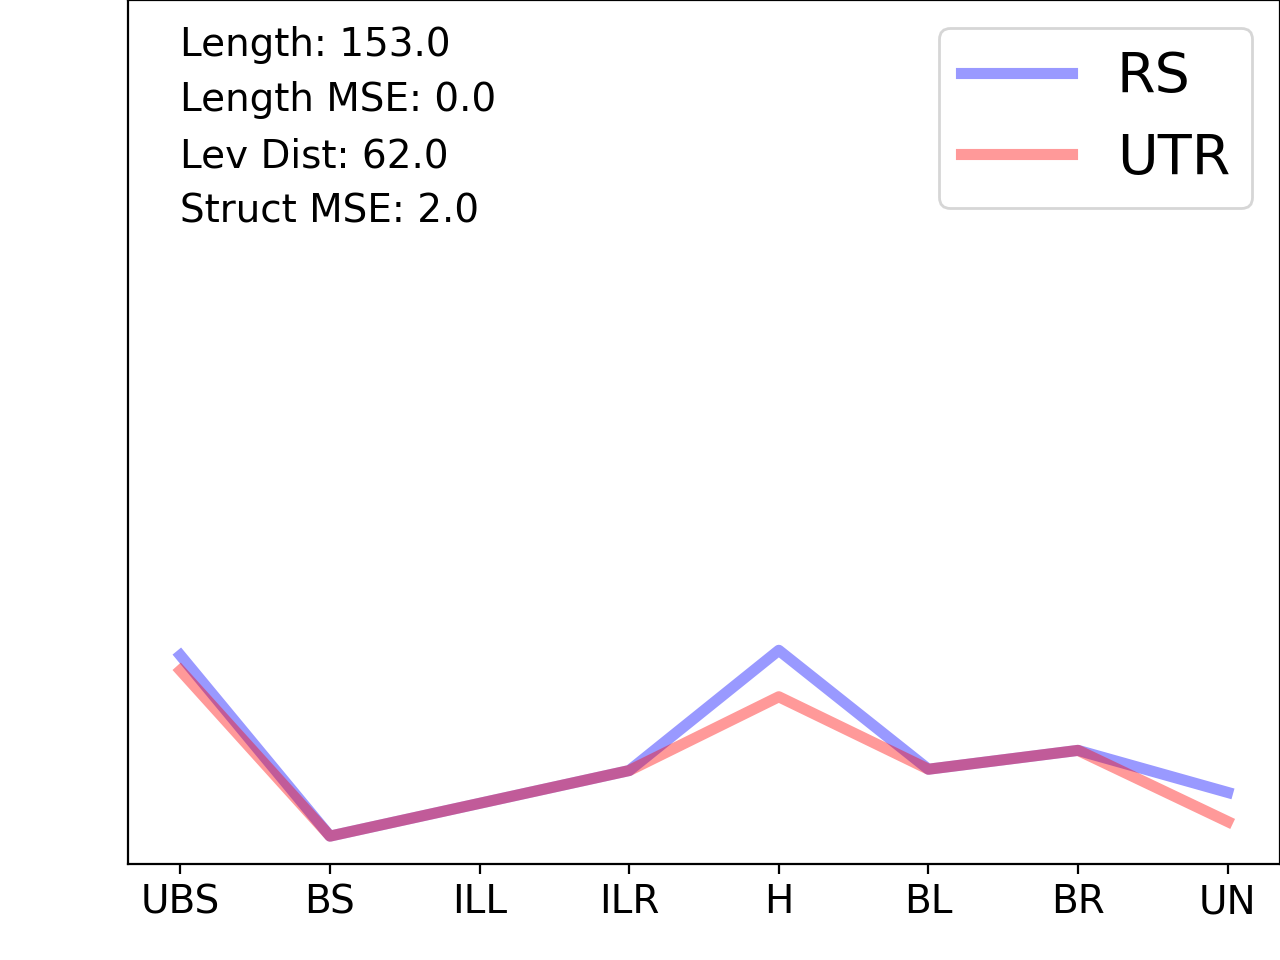 Length: 153.0
Length MSE: 0.0
Lev Dist: 62.0
Struct MSE: 2.0
RS
UTR
UBS BS ILL ILR H BL BR UN